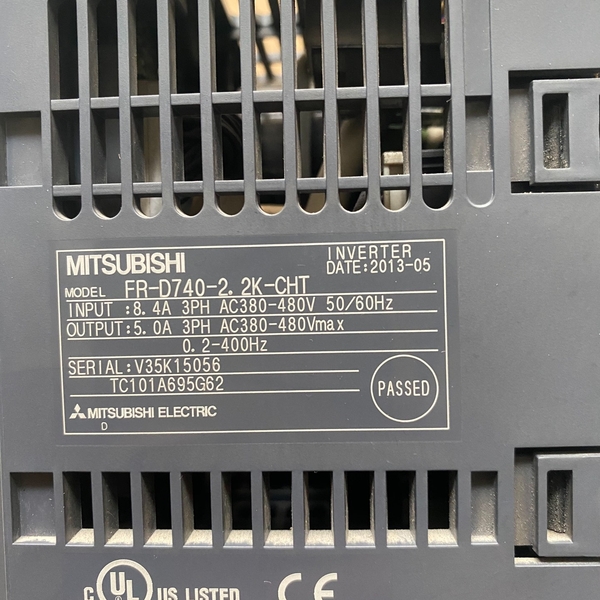 MITSUBISHI
INVERTER
DATE:2013-05
MODEL FR-D740-2.2K-CHT
INPUT :8.4A 3PH AC380-480V 50/60Hz
OUTPUT:5.0A 3PH AC380-480Vmax
0.2-400Hz
SERIAL:V35K15056
TC101A695G62
PASSED
MITSUBISHI ELECTRIC
D
C UL US LISTED CE